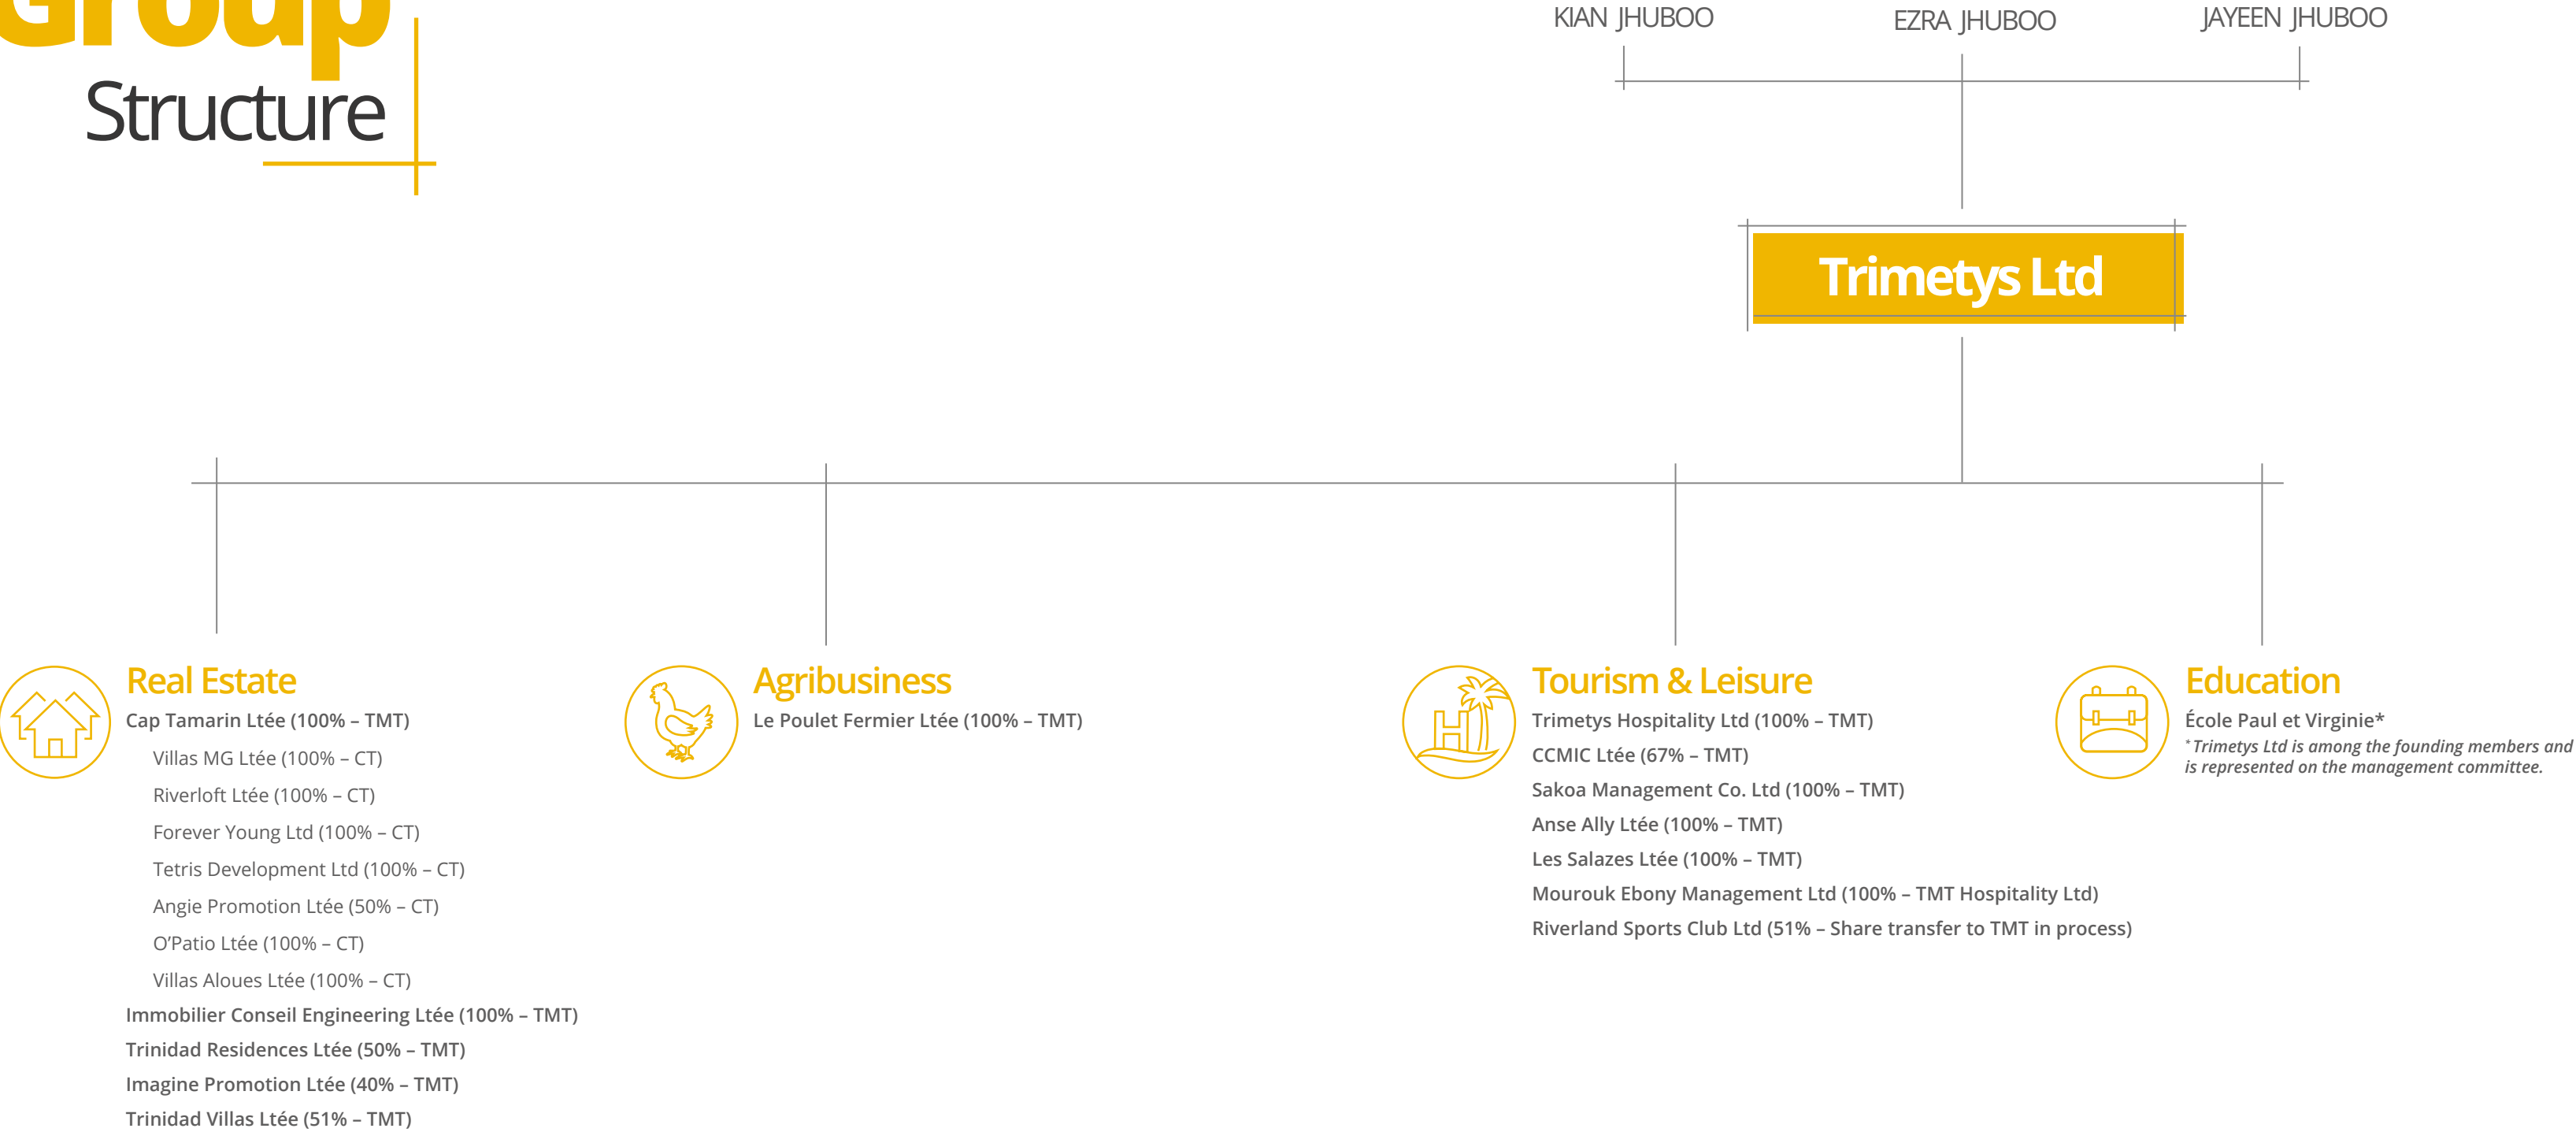 Group
Structure
KIAN JHUBOO
EZRA JHUBOO
JAYEEN JHUBOO
Trimetys Ltd
Real Estate
Cap Tamarin Ltée (100% – TMT)
Villas MG Ltée (100% – CT)
Riverloft Ltée (100% – CT)
Forever Young Ltd (100% – CT)
Tetris Development Ltd (100% – CT)
Angie Promotion Ltée (50% – CT)
O’Patio Ltée (100% – CT)
Villas Aloues Ltée (100% – CT)
Immobilier Conseil Engineering Ltée (100% – TMT)
Trinidad Residences Ltée (50% – TMT)
Imagine Promotion Ltée (40% – TMT)
Trinidad Villas Ltée (51% – TMT)
Agribusiness
Le Poulet Fermier Ltée (100% – TMT)
H
Tourism & Leisure
Trimetys Hospitality Ltd (100% – TMT)
CCMIC Ltée (67% – TMT)
Sakoa Management Co. Ltd (100% – TMT)
Anse Ally Ltée (100% – TMT)
Les Salazes Ltée (100% – TMT)
Mourouk Ebony Management Ltd (100% – TMT Hospitality Ltd)
Riverland Sports Club Ltd (51% – Share transfer to TMT in process)
Education
École Paul et Virginie*
* Trimetys Ltd is among the founding members and
is represented on the management committee.